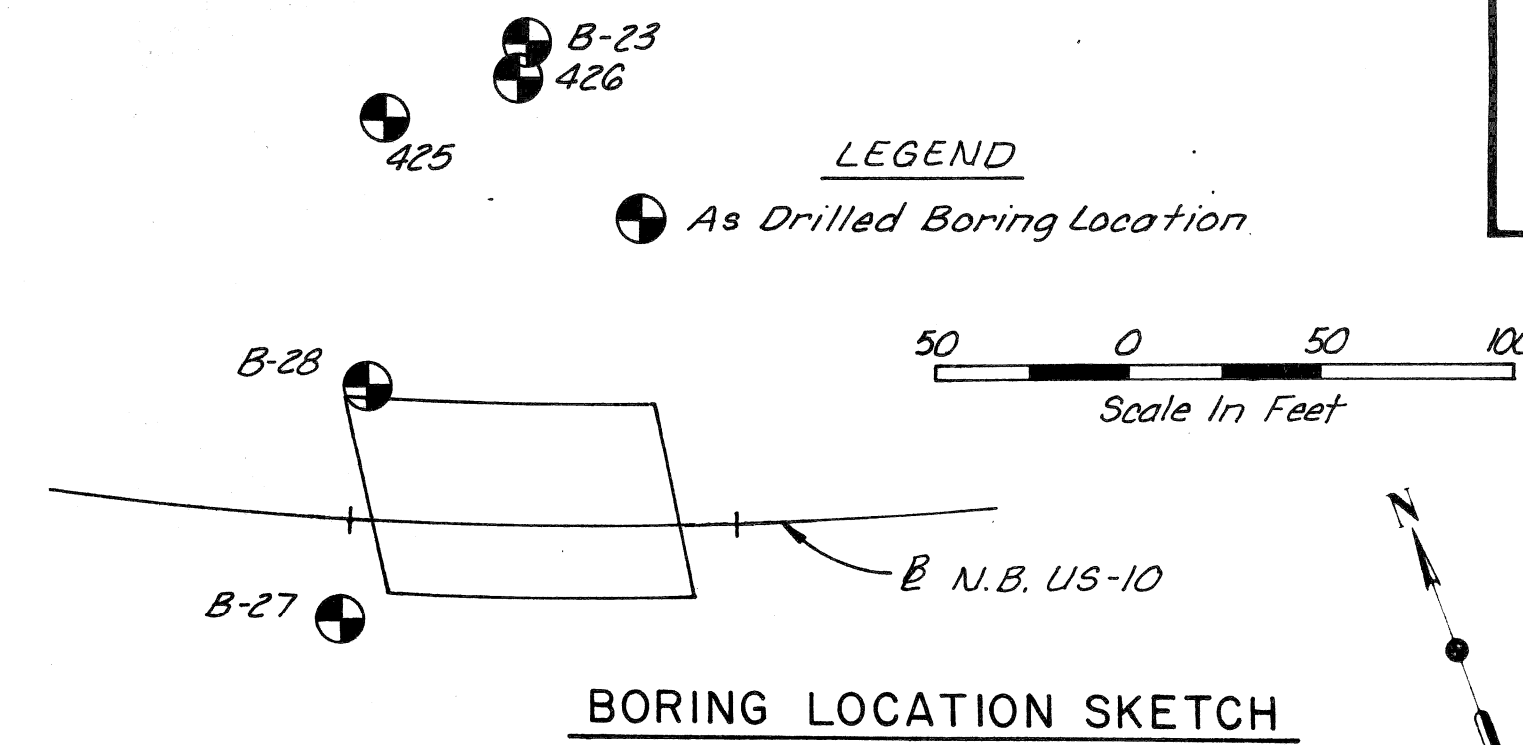 B-23
426
425
LEGEND
As Drilled Boring Location
50 0 50 100
Scale In Feet
B-28
N
℄ N.B. US-10
B-27
BORING LOCATION SKETCH